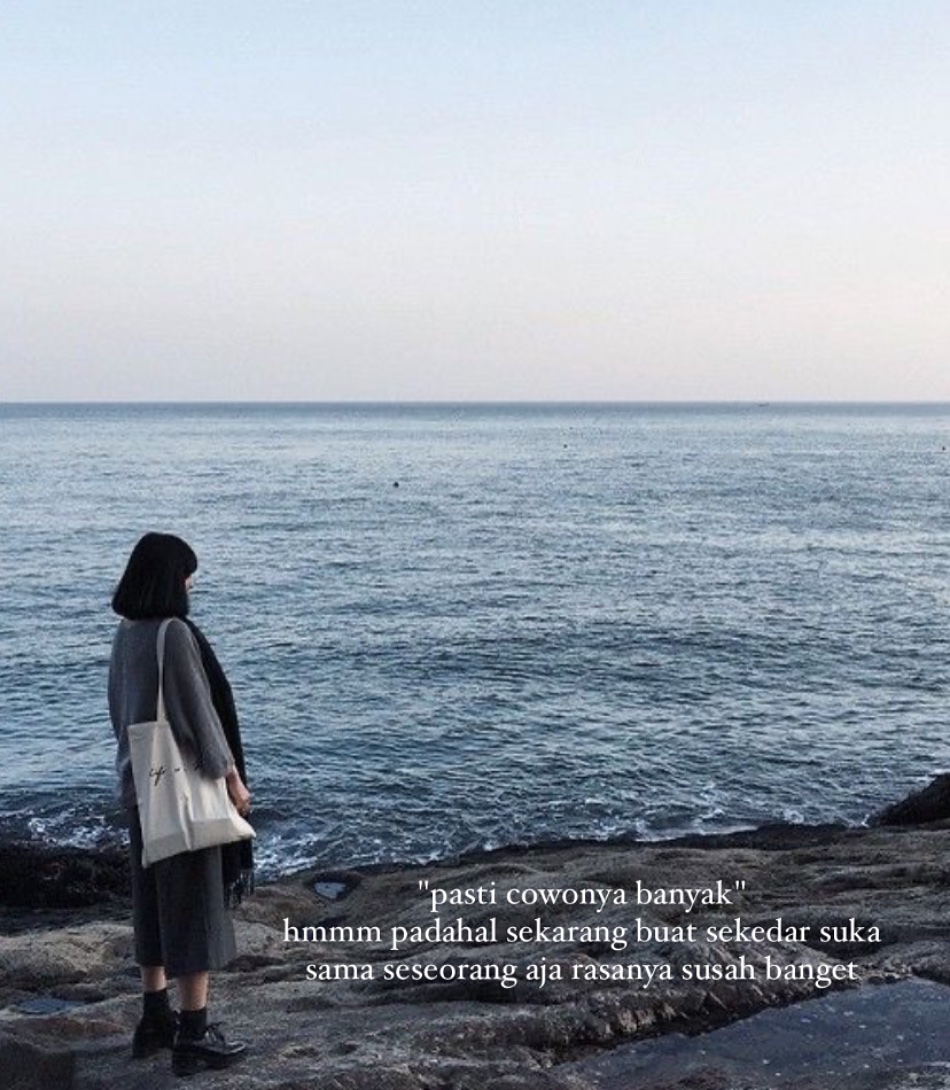 "pasti cowonya banyak"
hmmm padahal sekarang buat sekedar suka
sama seseorang aja rasanya susah banget